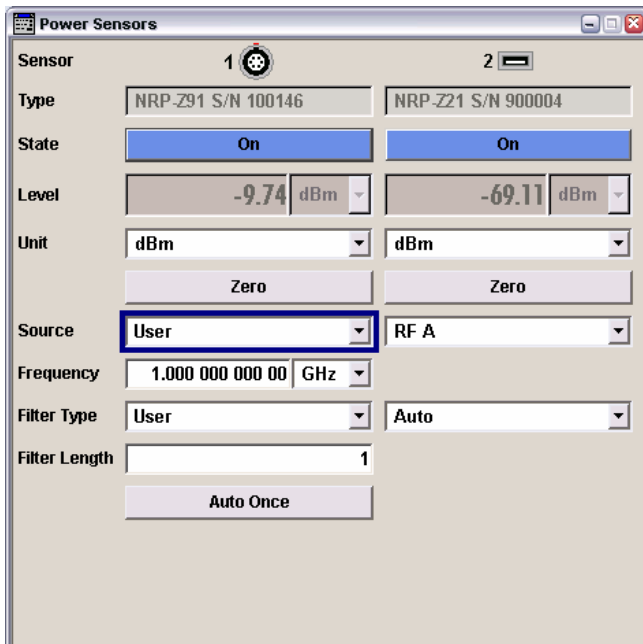 Power Sensors
Sensor 1 2
Type NRP-Z91 S/N 100146 NRP-Z21 S/N 900004
State On On
Level -9.74 dBm -69.11 dBm
Unit dBm dBm
Zero Zero
Source User RF A
Frequency 1.000 000 000 00 GHz
Filter Type User Auto
Filter Length 1
Auto Once